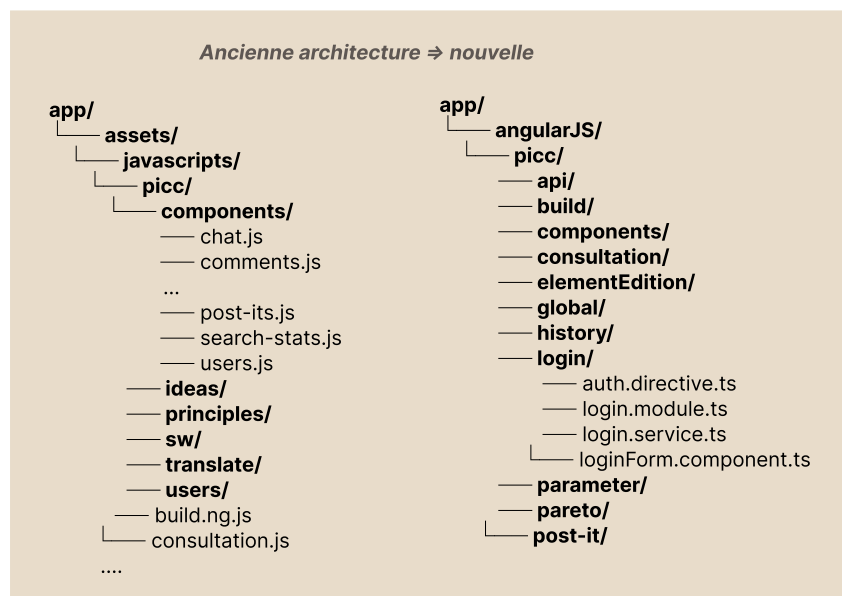 Ancienne architecture ⇒ nouvelle
app/
assets/
javascripts/
picc/
components/
chat.js
comments.js
...
post-its.js
search-stats.js
users.js
ideas/
principles/
sw/
translate/
users/
build.ng.js
consultation.js
....
app/
angularJS/
picc/
api/
build/
components/
consultation/
elementEdition/
global/
history/
login/
auth.directive.ts
login.module.ts
login.service.ts
loginForm.component.ts
parameter/
pareto/
post-it/